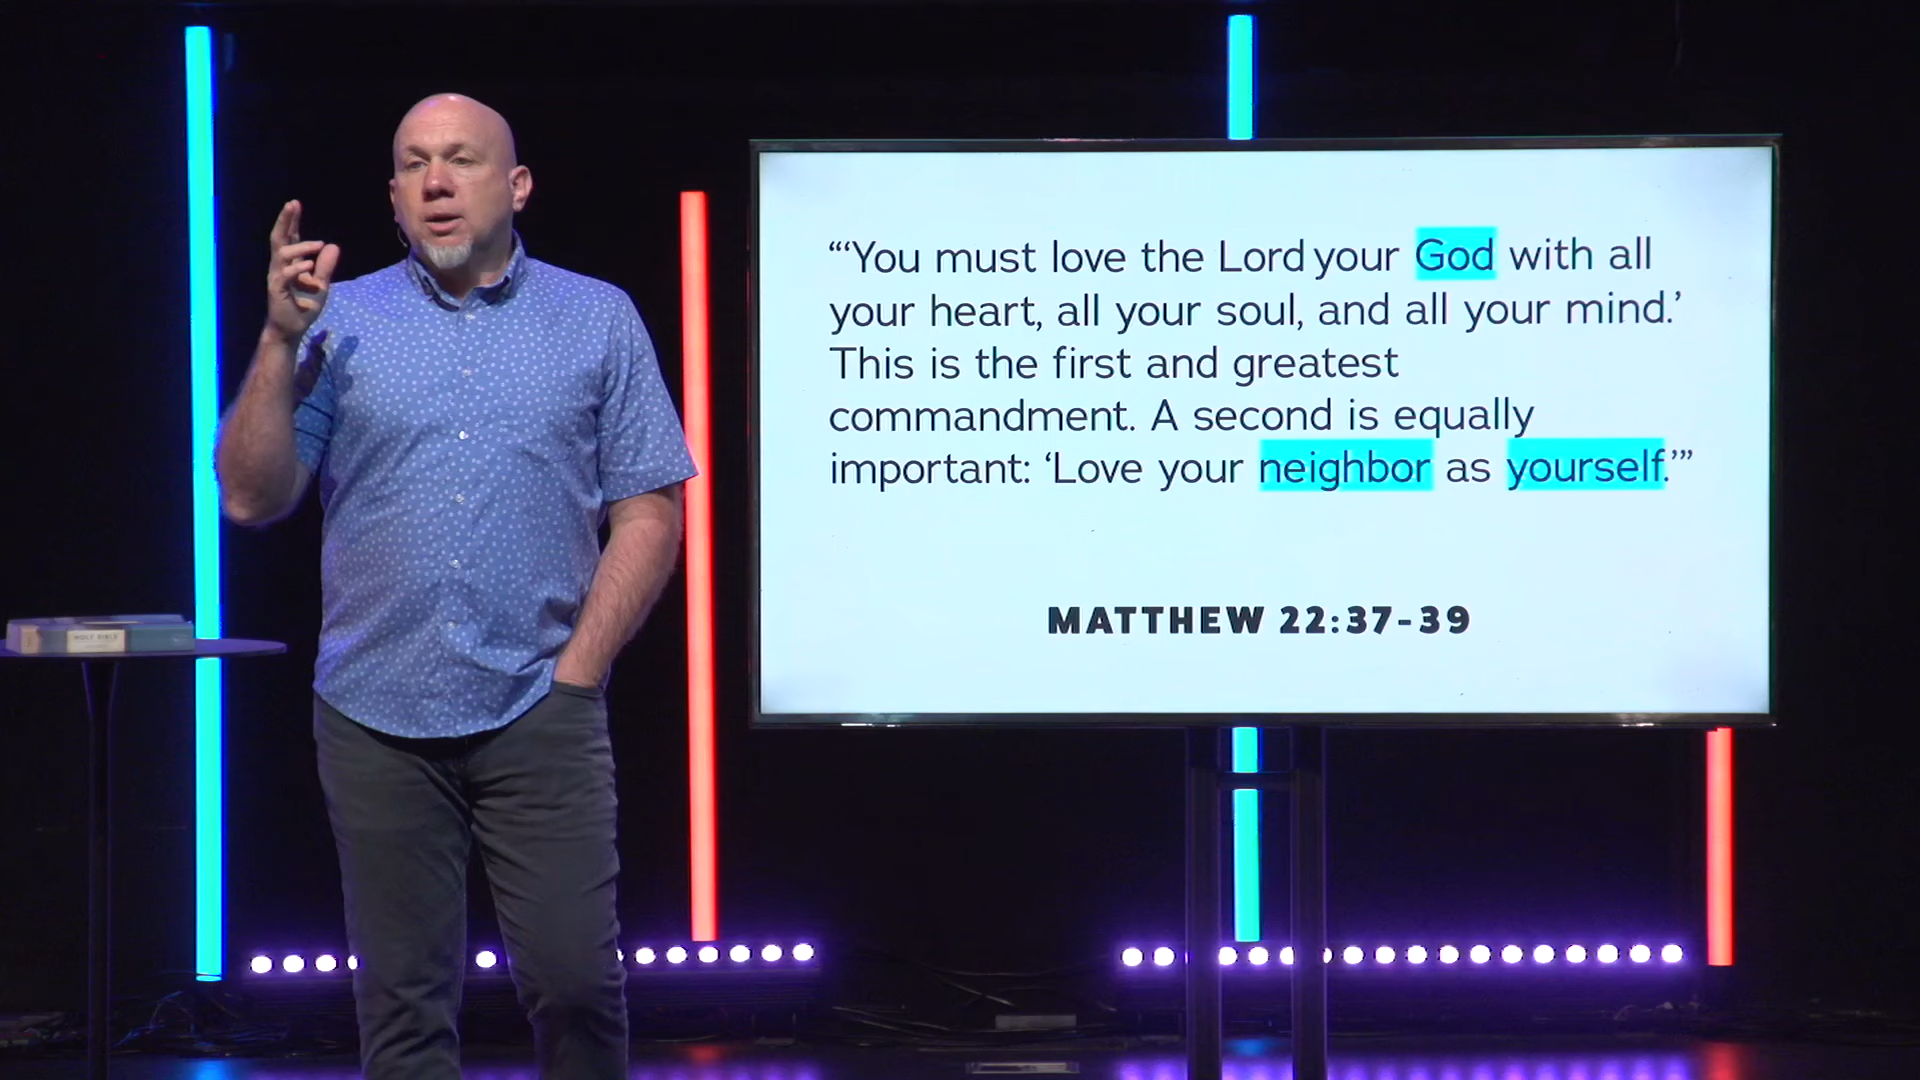 “‘You must love the Lord your God with all
your heart, all your soul, and all your mind.’
This is the first and greatest
commandment. A second is equally
important: ‘Love your neighbor as yourself.’”
MATTHEW 22:37-39
HOLY BIBLE